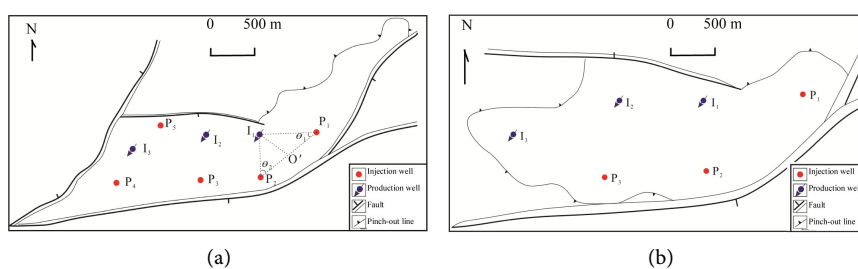 N
0 500 m
P₁
I₁
θ₁
P₅
I₂
I₃
O′
θ₂
P₂
P₃
P₄
Injection well
Production well
Fault
Pinch-out line
(a)
N
0 500 m
P₁
I₂
I₁
I₃
P₂
P₃
Injection well
Production well
Fault
Pinch-out line
(b)